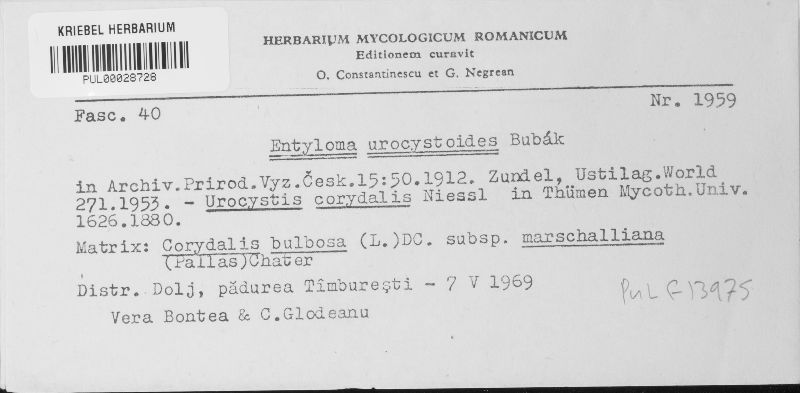 KRIEBEL HERBARIUM
PUL00028728
HERBARIUM MYCOLOGICUM ROMANICUM
Editionem curavit
O. Constantinescu et G. Negrean
Fasc. 40
Nr. 1959
Entyloma urocystoides Bubák
in Archiv.Prirod.Vyz.Česk.15:50.1912. Zundel, Ustilag.World
271.1953. - Urocystis corydalis Niessl in Thümen Mycoth.Univ.
1626.1880.
Matrix: Corydalis bulbosa (L.)DC. subsp. marschalliana
(Pallas)Chater
Distr. Dolj, pădurea Tîmbureşti - 7 V 1969
PUL F13975
Vera Bontea & C.Glodeanu